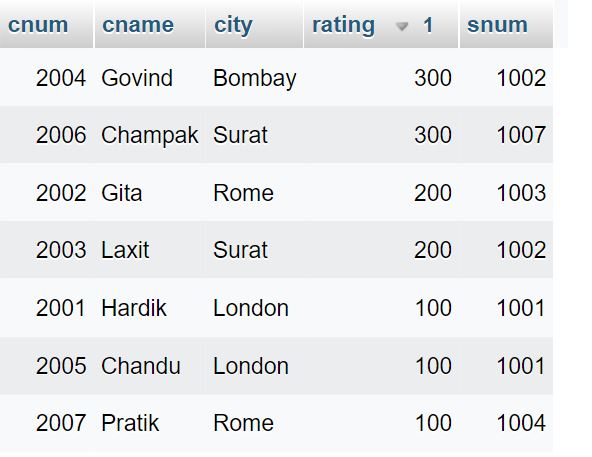 cnum cname city rating 1 snum
2004 Govind Bombay 300 1002
2006 Champak Surat 300 1007
2002 Gita Rome 200 1003
2003 Laxit Surat 200 1002
2001 Hardik London 100 1001
2005 Chandu London 100 1001
2007 Pratik Rome 100 1004